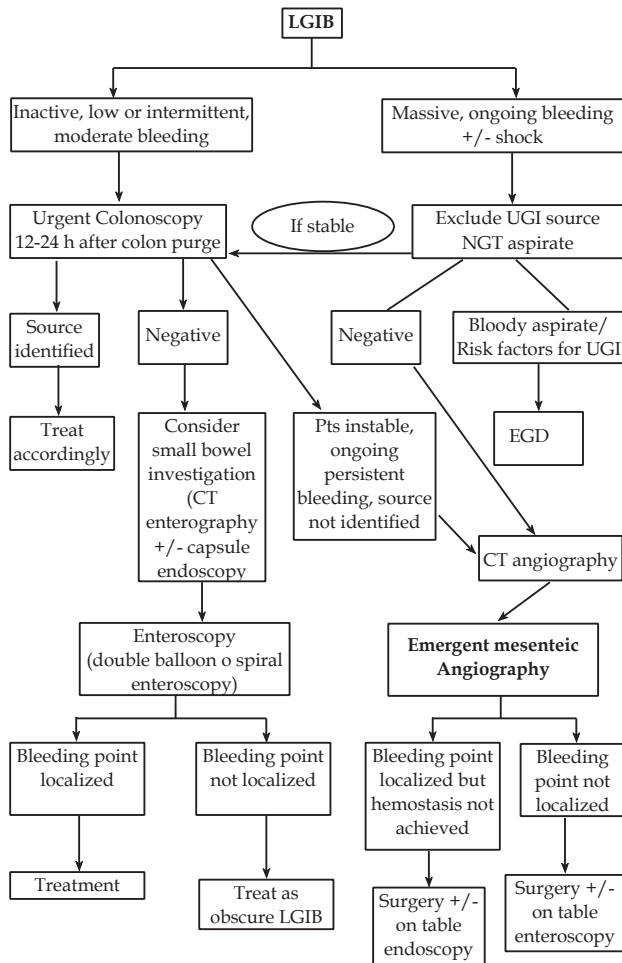 LGIB
Inactive, low or intermittent,
moderate bleeding
Massive, ongoing bleeding
+/- shock
Urgent Colonoscopy
12-24 h after colon purge
If stable
Exclude UGI source
NGT aspirate
Source
identified
Negative
Negative
Bloody aspirate/
Risk factors for UGI
Treat
accordingly
Consider
small bowel
investigation
(CT
enterography
+/- capsule
endoscopy
Pts instable,
ongoing
persistent
bleeding, source
not identified
EGD
CT angiography
Enteroscopy
(double balloon o spiral
enteroscopy)
Emergent mesenteic
Angiography
Bleeding point
localized
Bleeding point
not localized
Bleeding point
localized but
hemostasis not
achieved
Bleeding
point not
localized
Treatment
Treat as
obscure LGIB
Surgery +/-
on table
endoscopy
Surgery +/-
on table
enteroscopy